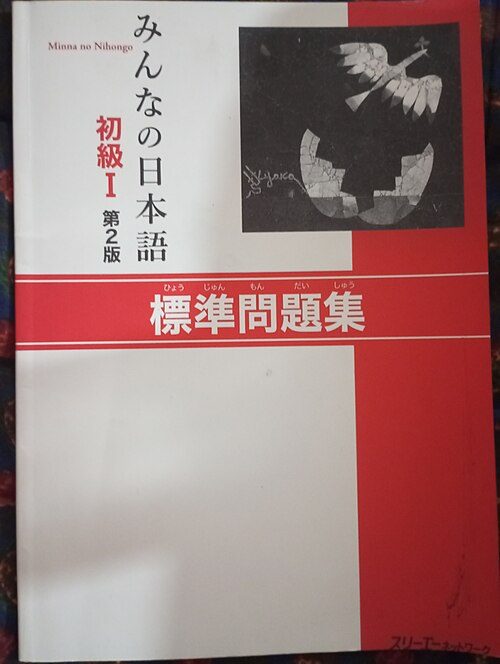 みんなの日本語
Minna no Nihongo
初級I
第2版
ひょう じゅん もん だい しゅう
標準問題集
Kyoko
スリーエーネットワーク